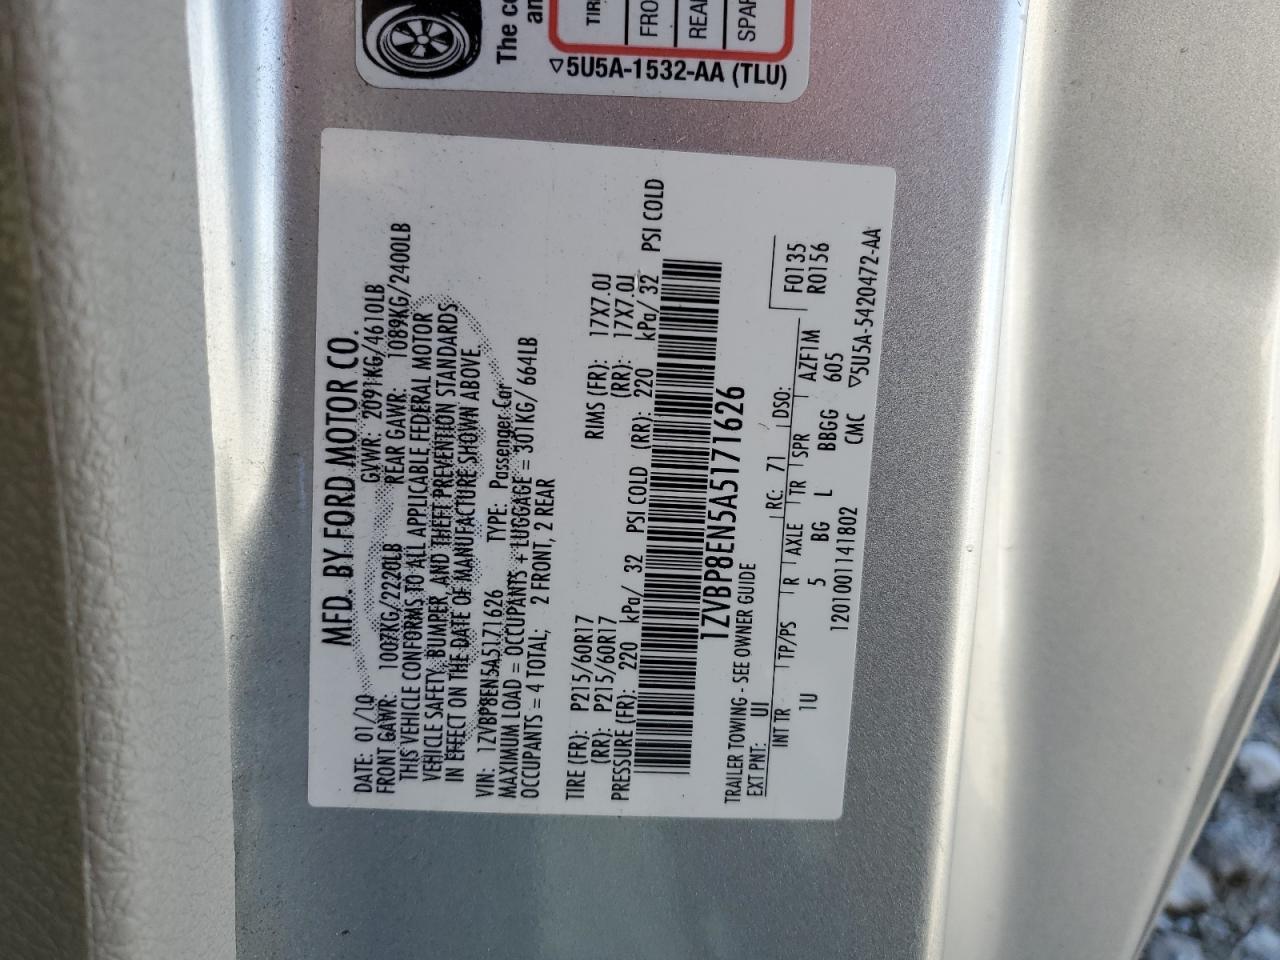 The co
an
TIR
FRO
REA
SPAR
▽5U5A-1532-AA (TLU)
MFD. BY FORD MOTOR CO.
DATE: 01/10 GVWR: 2091KG/4610LB
FRONT GAWR: 1007KG/2220LB REAR GAWR: 1089KG/2400LB
THIS VEHICLE CONFORMS TO ALL APPLICABLE FEDERAL MOTOR
VEHICLE SAFETY, BUMPER, AND THEFT PREVENTION STANDARDS
IN EFFECT ON THE DATE OF MANUFACTURE SHOWN ABOVE.
VIN: 1ZVBP8EN5A5171626 TYPE: Passenger Car
MAXIMUM LOAD = OCCUPANTS + LUGGAGE = 301KG/ 664LB
OCCUPANTS = 4 TOTAL; 2 FRONT, 2 REAR
TIRE (FR): P215/60R17 RIMS (FR): 17X7.0J
(RR): P215/60R17 (RR): 17X7.0J
PRESSURE (FR): 220 kPa/ 32 PSI COLD (RR): 220 kPa/ 32 PSI COLD
1ZVBP8EN5A5171626
TRAILER TOWING - SEE OWNER GUIDE
EXT PNT: UI RC: 71 DSO: F0135
INT TR TP/PS R AXLE TR SPR AZF1M R0156
1U 5 BG L BBGG 605
1201001141802 CMC ▽5U5A-5420472-AA